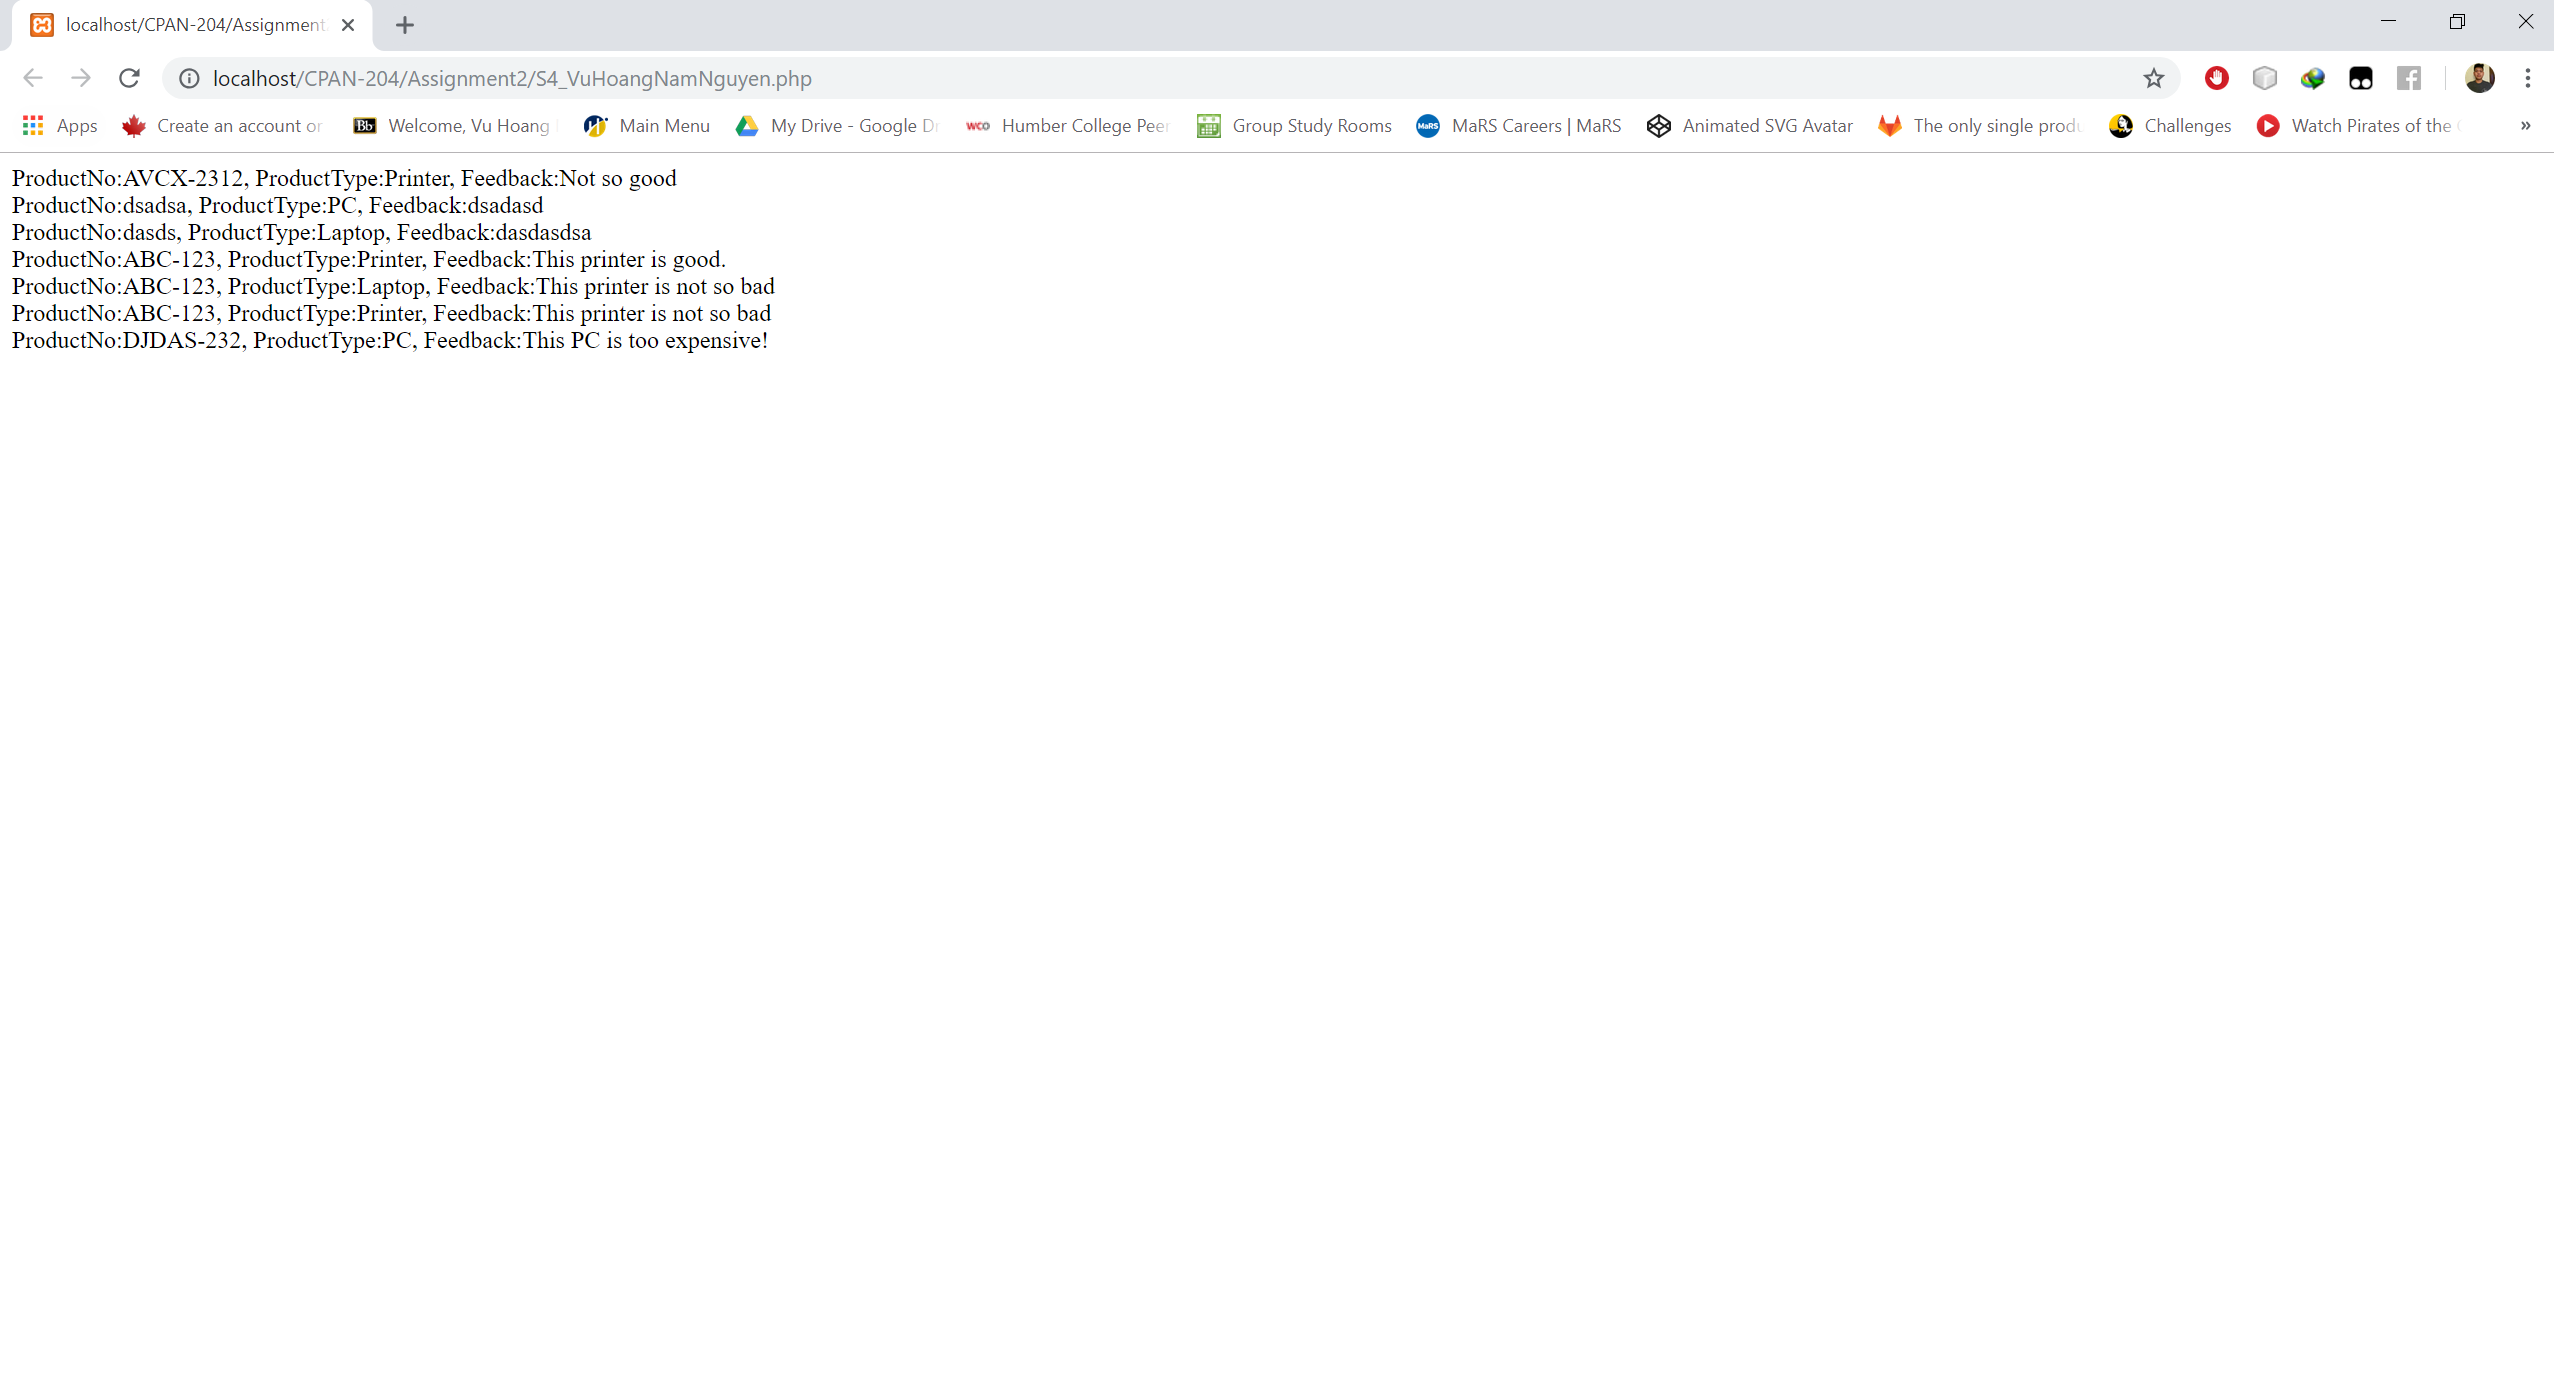 localhost/CPAN-204/Assignment
localhost/CPAN-204/Assignment2/S4_VuHoangNamNguyen.php
Apps Create an account or Bb Welcome, Vu Hoang Main Menu My Drive - Google Dr wco Humber College Peer Group Study Rooms MaRS MaRS Careers | MaRS Animated SVG Avatar The only single produ Challenges Watch Pirates of the »
ProductNo:AVCX-2312, ProductType:Printer, Feedback:Not so good
ProductNo:dsadsa, ProductType:PC, Feedback:dsadasd
ProductNo:dasds, ProductType:Laptop, Feedback:dasdasdsa
ProductNo:ABC-123, ProductType:Printer, Feedback:This printer is good.
ProductNo:ABC-123, ProductType:Laptop, Feedback:This printer is not so bad
ProductNo:ABC-123, ProductType:Printer, Feedback:This printer is not so bad
ProductNo:DJDAS-232, ProductType:PC, Feedback:This PC is too expensive!